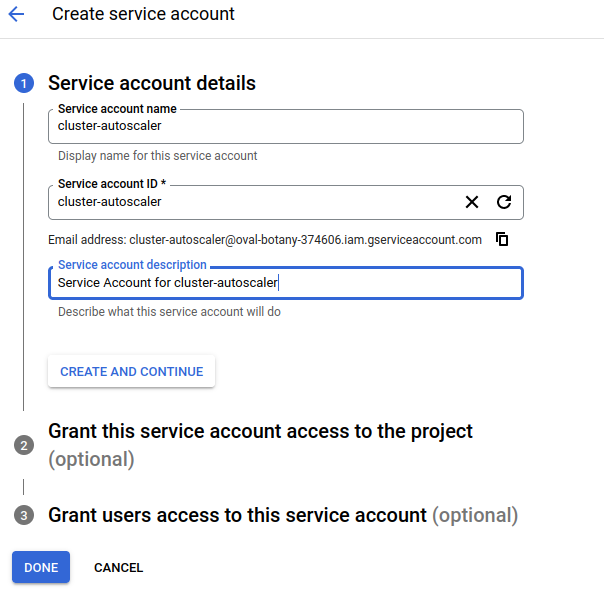 Create service account
1
Service account details
Service account name
cluster-autoscaler
Display name for this service account
Service account ID *
cluster-autoscaler
Email address: cluster-autoscaler@oval-botany-374606.iam.gserviceaccount.com
Service account description
Service Account for cluster-autoscaler
Describe what this service account will do
CREATE AND CONTINUE
2
Grant this service account access to the project
(optional)
3
Grant users access to this service account (optional)
DONE CANCEL